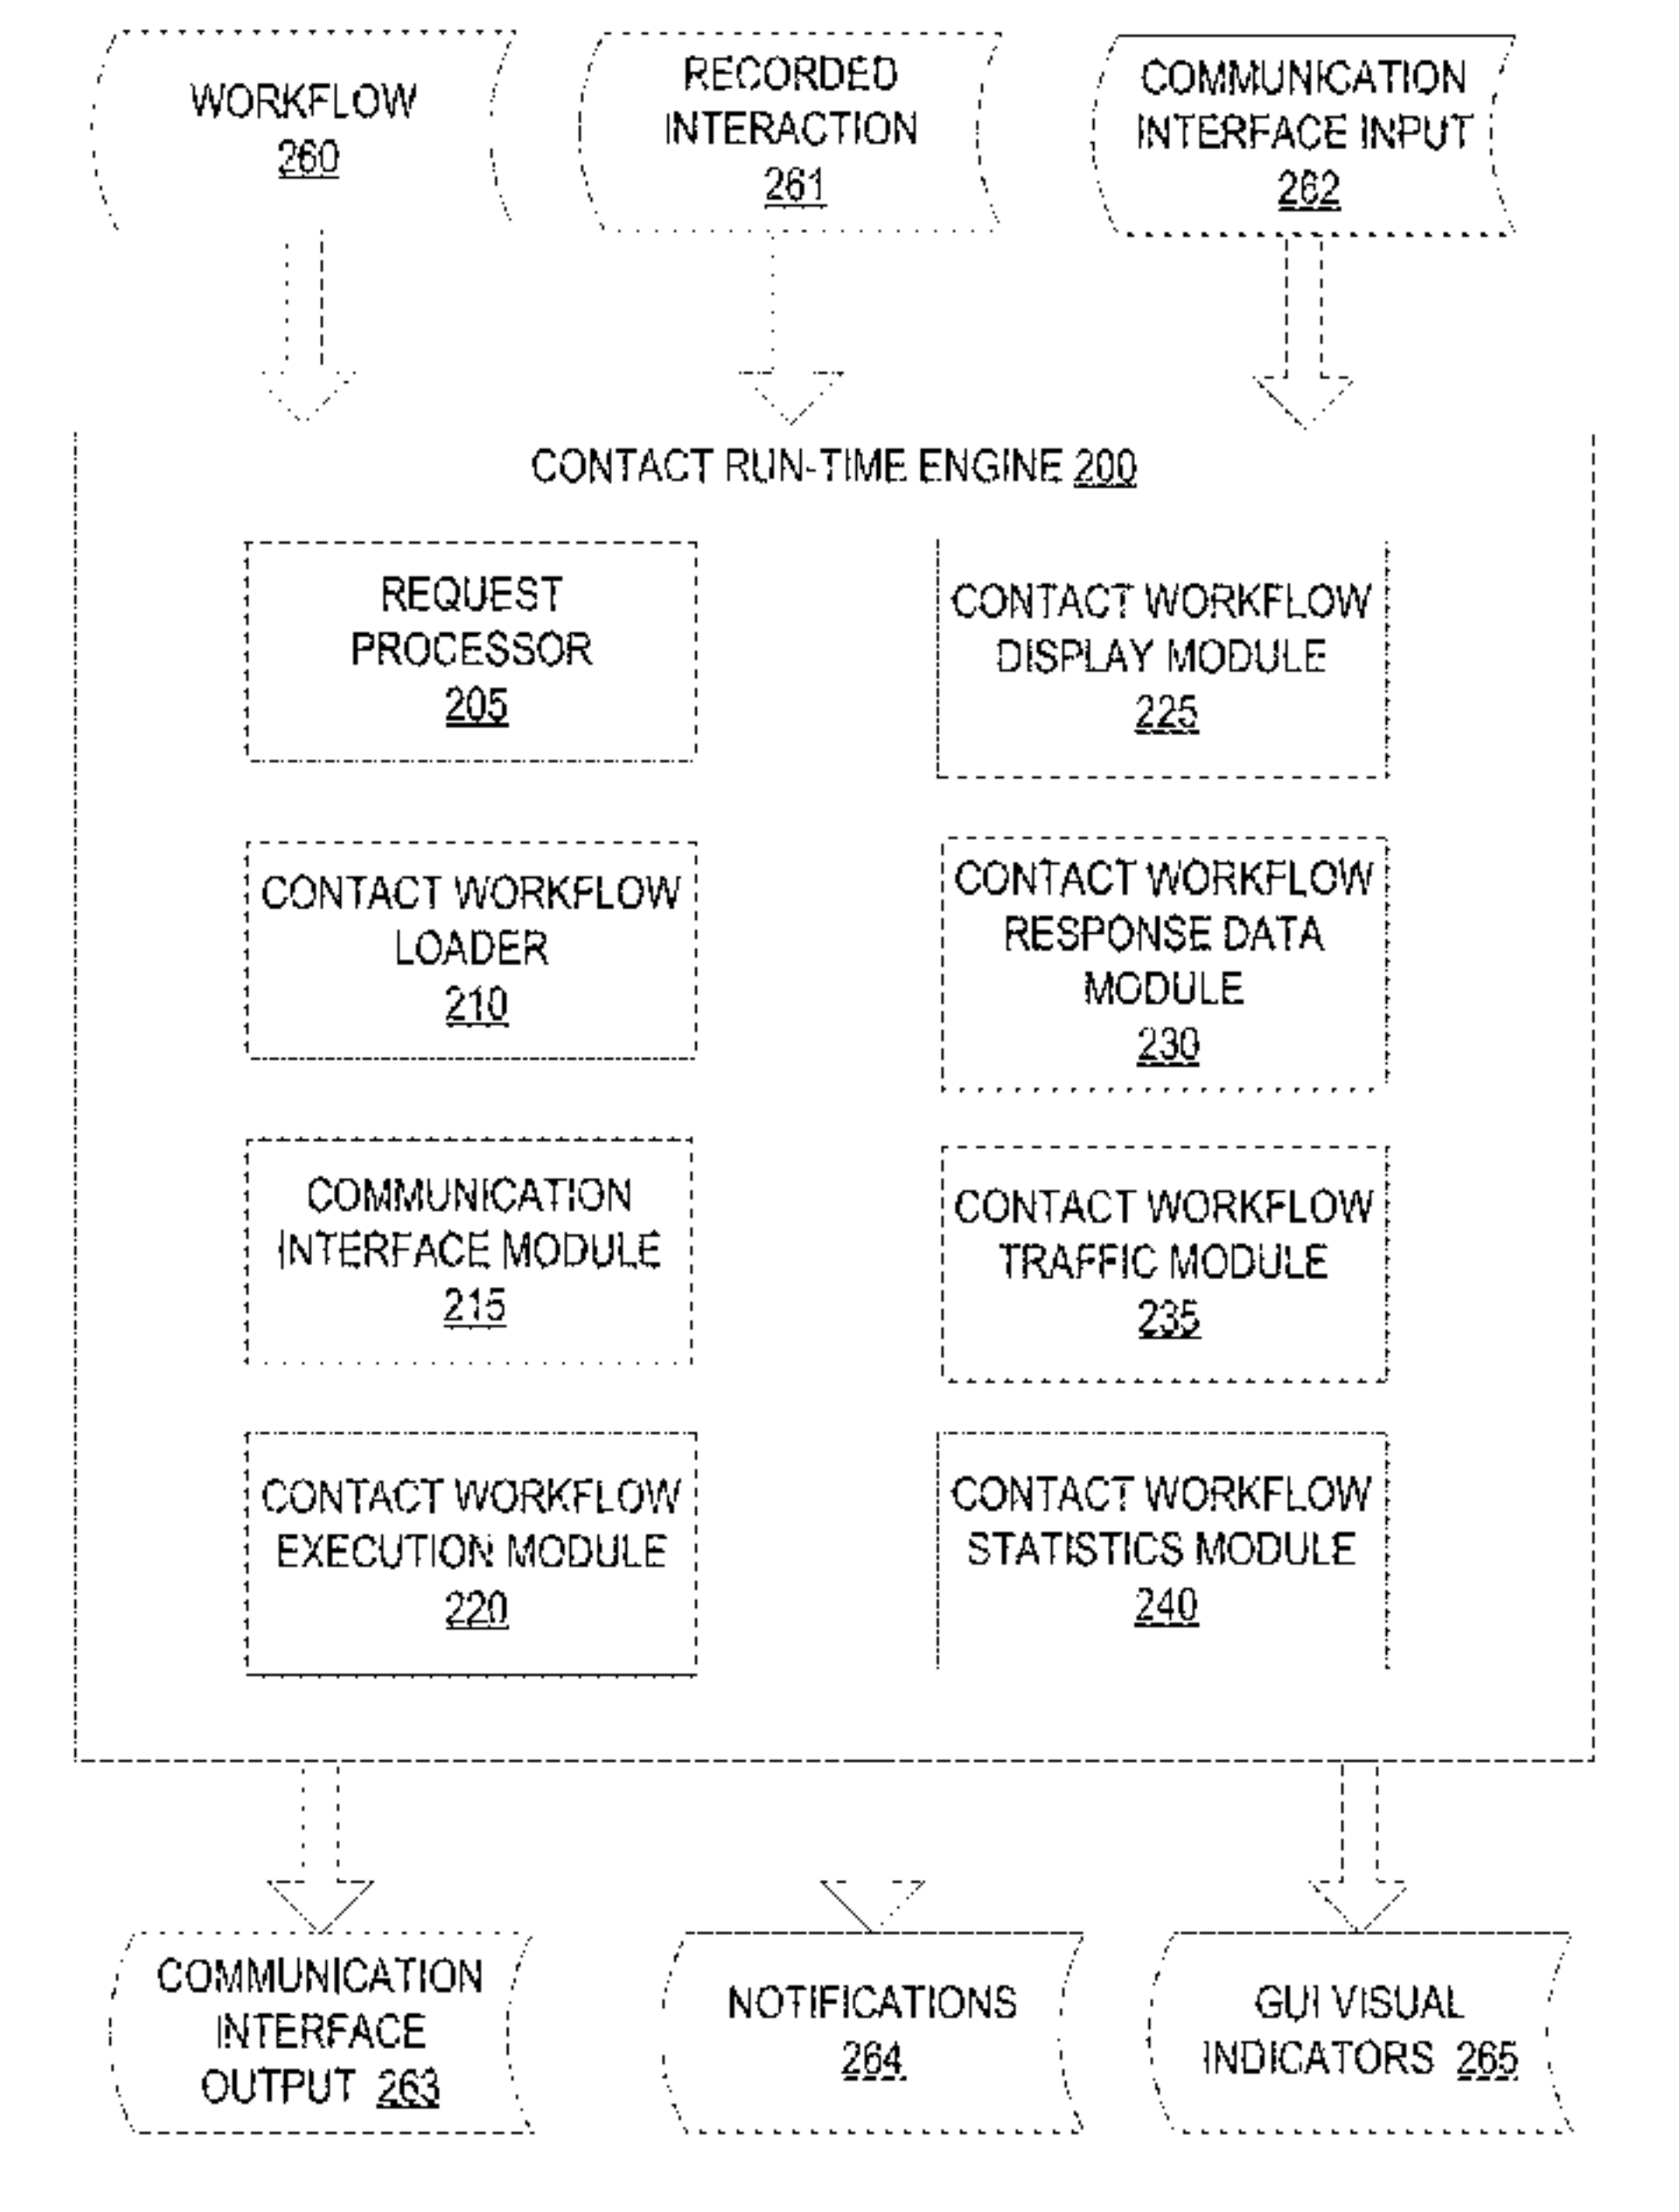 WORKFLOW
260
RECORDED
INTERACTION
261
COMMUNICATION
INTERFACE INPUT
262
CONTACT RUN-TIME ENGINE 200
REQUEST
PROCESSOR
205
CONTACT WORKFLOW
LOADER
210
COMMUNICATION
INTERFACE MODULE
215
CONTACT WORKFLOW
EXECUTION MODULE
220
CONTACT WORKFLOW
DISPLAY MODULE
225
CONTACT WORKFLOW
RESPONSE DATA
MODULE
230
CONTACT WORKFLOW
TRAFFIC MODULE
235
CONTACT WORKFLOW
STATISTICS MODULE
240
COMMUNICATION
INTERFACE
OUTPUT 263
NOTIFICATIONS
264
GUI VISUAL
INDICATORS 265